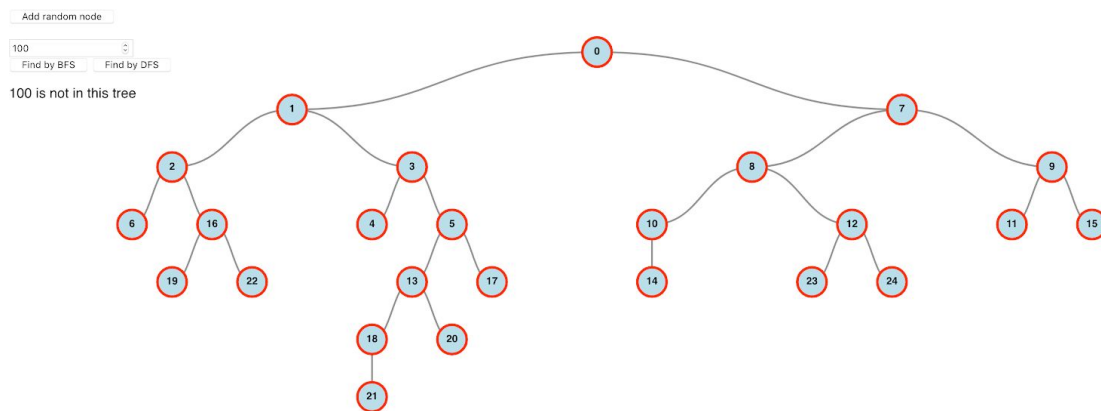 Add random node
100
Find by BFS Find by DFS
100 is not in this tree
0
1 7
2 3 8 9
6 16 4 5 10 12 11 15
19 22 13 17 14 23 24
18 20
21